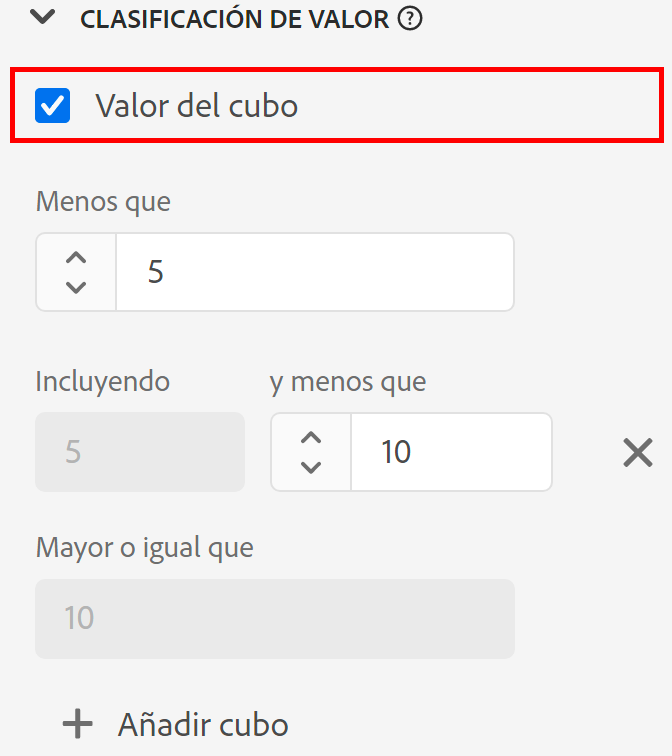 CLASIFICACIÓN DE VALOR ?
Valor del cubo
Menos que
5
Incluyendo y menos que
5 10
Mayor o igual que
10
Añadir cubo